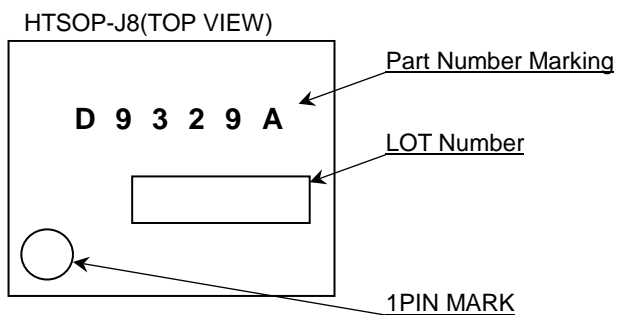 HTSOP-J8(TOP VIEW)
Part Number Marking
D 9 3 2 9 A
LOT Number
1PIN MARK